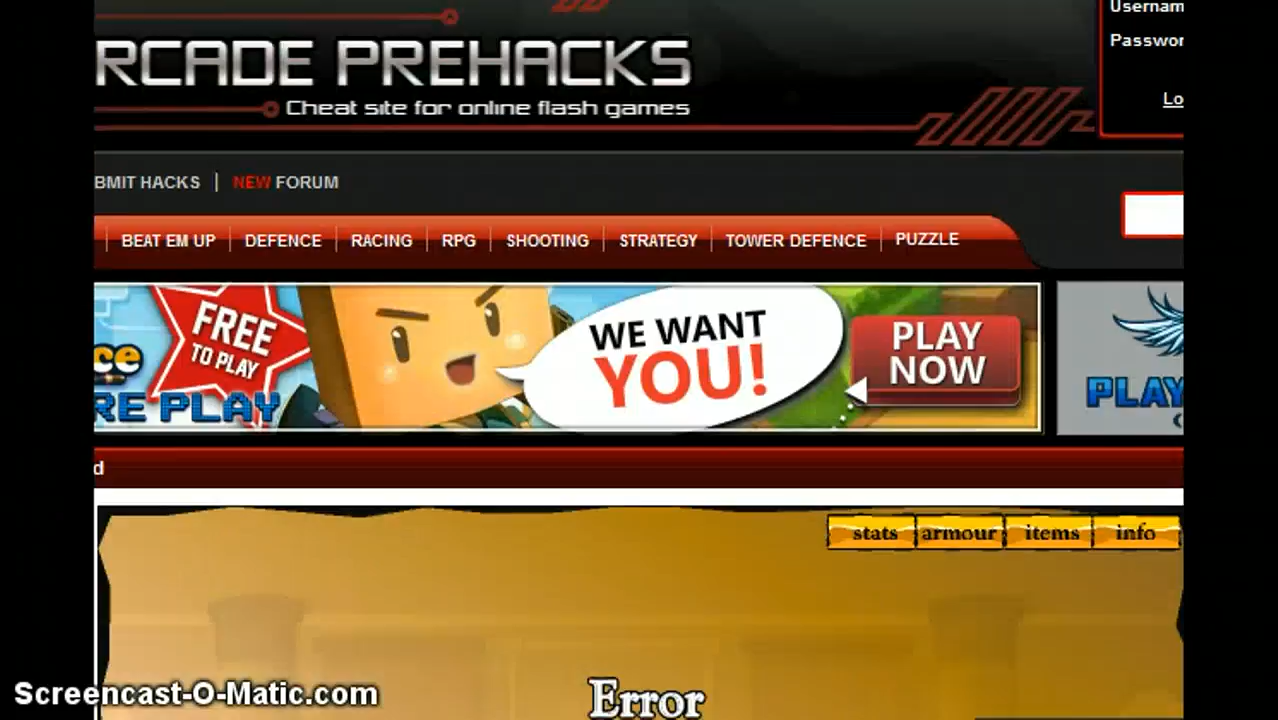 Usernam
Passwor
RCADE PREHACKS
Cheat site for online flash games
Lo
BMIT HACKS | NEW FORUM
BEAT EM UP | DEFENCE | RACING | RPG | SHOOTING | STRATEGY | TOWER DEFENCE | PUZZLE
FREE
TO PLAY
ce
RE PLAY
WE WANT
YOU!
PLAY
NOW
PLAY
d
stats armour items info
Error
Screencast-O-Matic.com